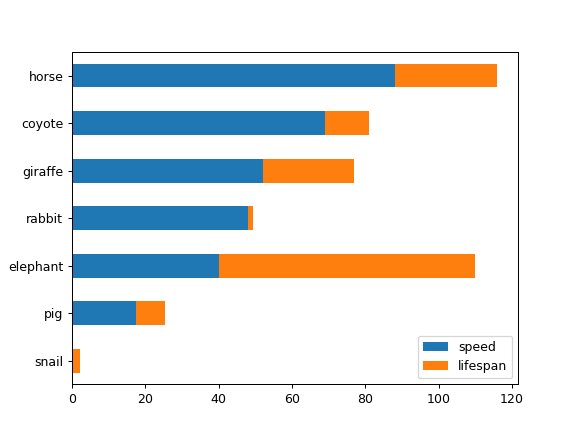 horse
coyote
giraffe
rabbit
elephant
pig
snail
speed
lifespan
0 20 40 60 80 100 120